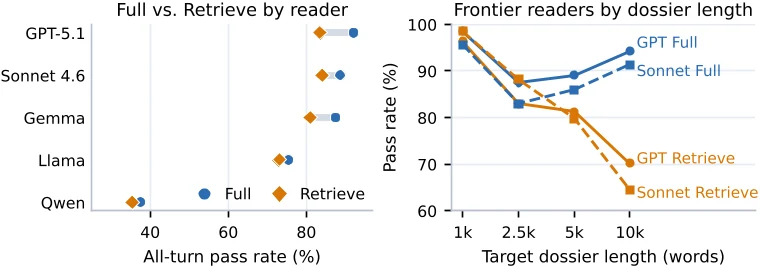 Full vs. Retrieve by reader
GPT-5.1
Sonnet 4.6
Gemma
Llama
Qwen
Full
Retrieve
40
60
80
All-turn pass rate (%)
Frontier readers by dossier length
Pass rate (%)
100
90
80
70
60
GPT Full
Sonnet Full
GPT Retrieve
Sonnet Retrieve
1k
2.5k
5k
10k
Target dossier length (words)